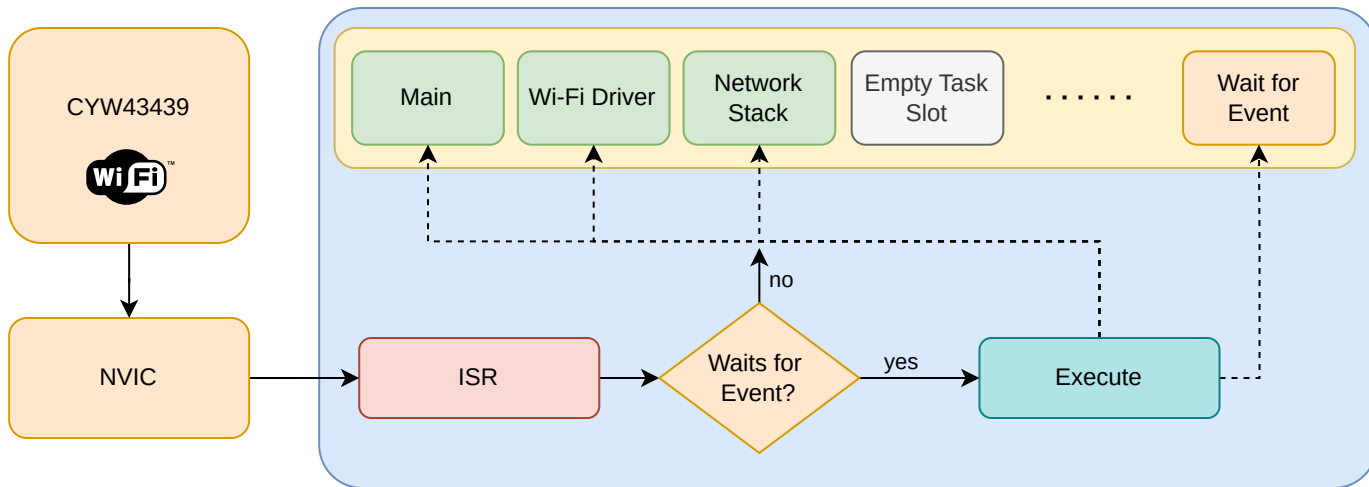 CYW43439
Wi Fi™
NVIC
Main
Wi-Fi Driver
Network
Stack
Empty Task
Slot
. . . . . .
Wait for
Event
ISR
Waits for
Event?
no
yes
Execute